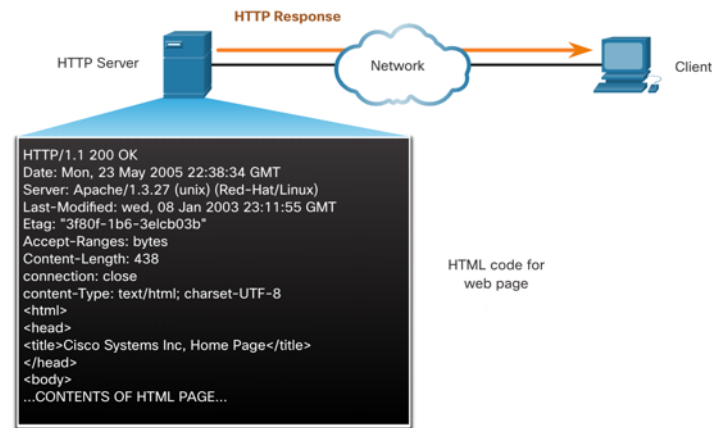 HTTP Response
HTTP Server
Network
Client
HTTP/1.1 200 OK
Date: Mon, 23 May 2005 22:38:34 GMT
Server: Apache/1.3.27 (unix) (Red-Hat/Linux)
Last-Modified: wed, 08 Jan 2003 23:11:55 GMT
Etag: "3f80f-1b6-3elcb03b"
Accept-Ranges: bytes
Content-Length: 438
connection: close
content-Type: text/html; charset-UTF-8
<html>
<head>
<title>Cisco Systems Inc, Home Page</title>
</head>
<body>
...CONTENTS OF HTML PAGE...
HTML code for
web page